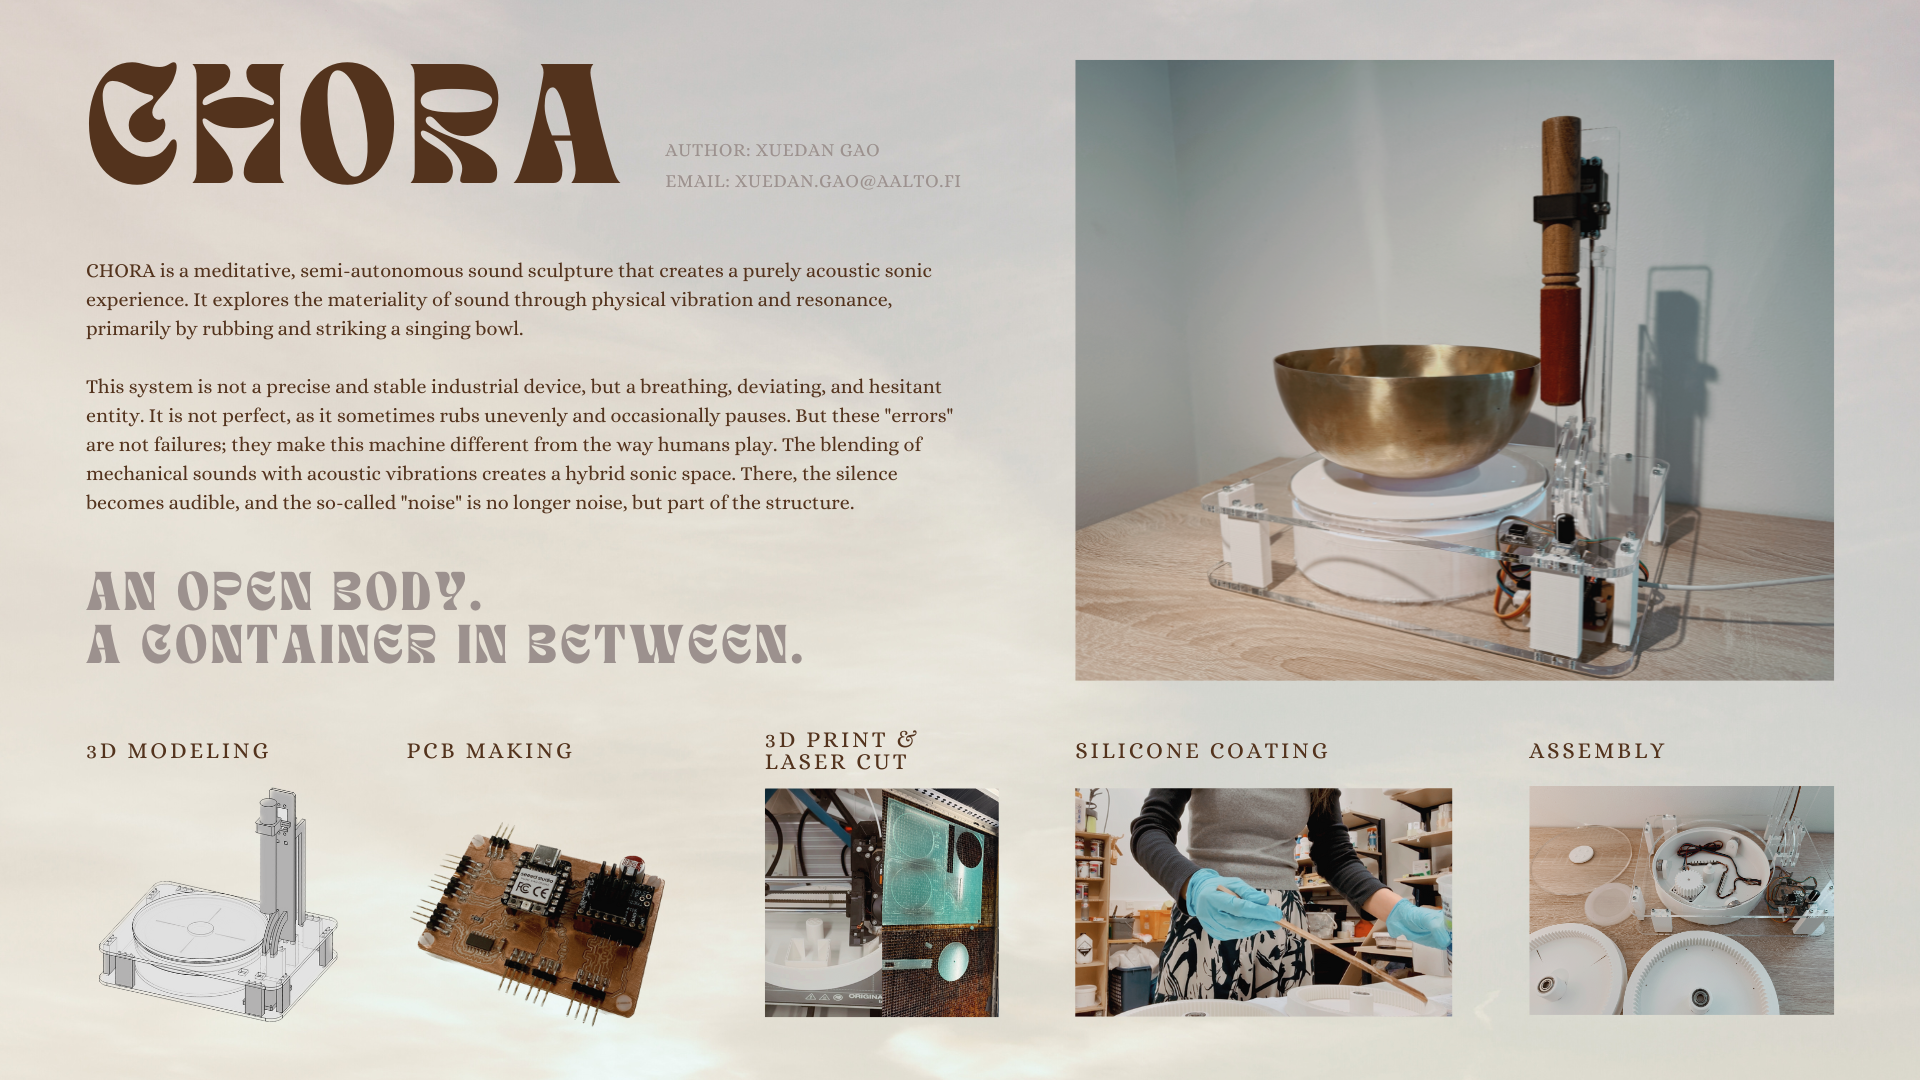 CHORA
AUTHOR: XUEDAN GAO
EMAIL: XUEDAN.GAO@AALTO.FI
CHORA is a meditative, semi-autonomous sound sculpture that creates a purely acoustic sonic
experience. It explores the materiality of sound through physical vibration and resonance,
primarily by rubbing and striking a singing bowl.
This system is not a precise and stable industrial device, but a breathing, deviating, and hesitant
entity. It is not perfect, as it sometimes rubs unevenly and occasionally pauses. But these "errors"
are not failures; they make this machine different from the way humans play. The blending of
mechanical sounds with acoustic vibrations creates a hybrid sonic space. There, the silence
becomes audible, and the so-called "noise" is no longer noise, but part of the structure.
AN OPEN BODY.
A CONTAINER IN BETWEEN.
3D MODELING
PCB MAKING
3D PRINT &
LASER CUT
SILICONE COATING
ASSEMBLY
seeed studio
FC CE
ORIGINA